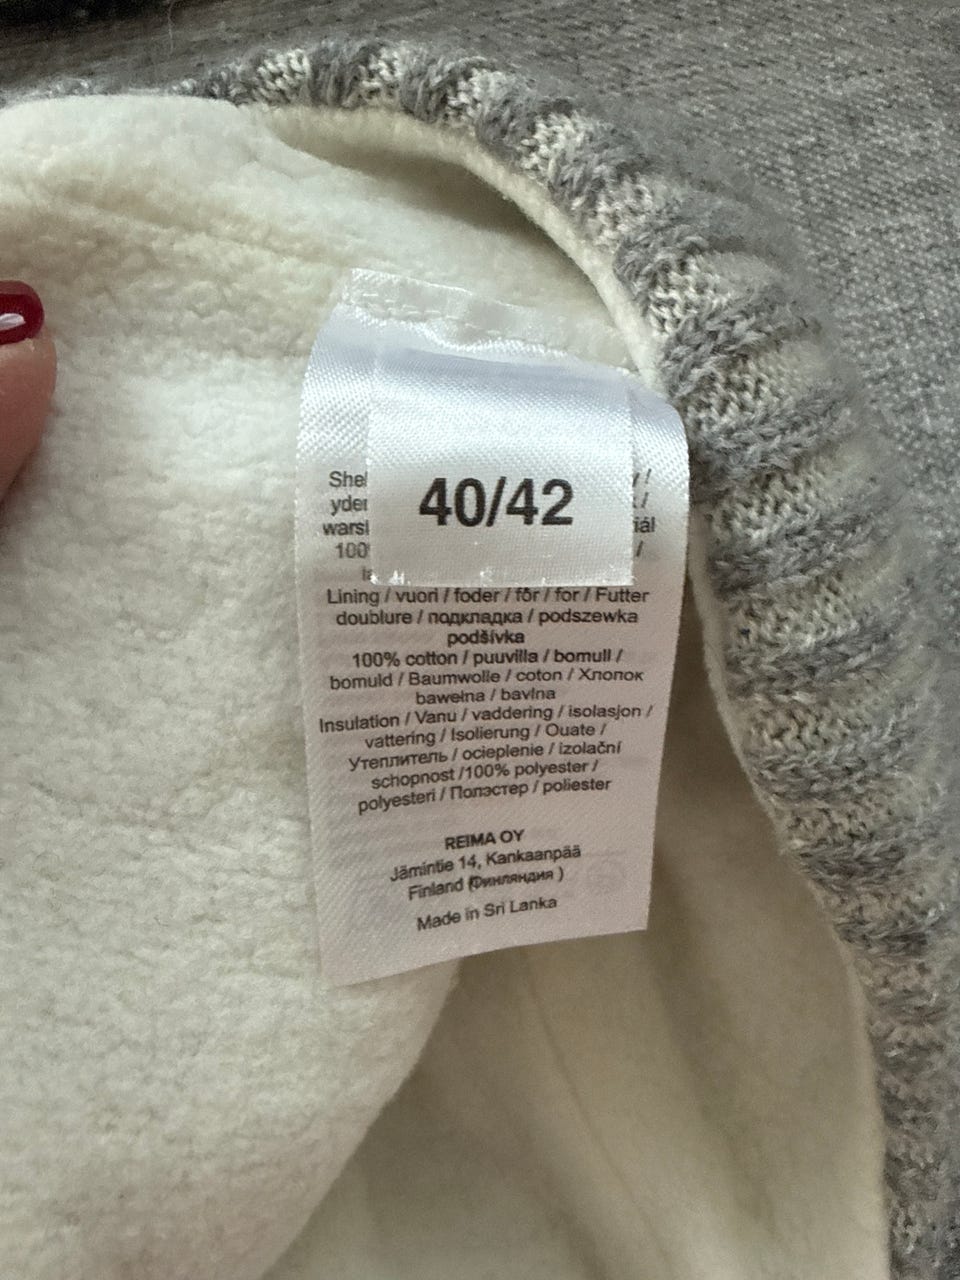 40/42
Lining / vuori / foder / fôr / for / Futter
doublure / подкладка / podszewka
podšívka
100% cotton / puuvilla / bomull /
bomuld / Baumwolle / coton / Хлопок
bawełna / bavlna
Insulation / Vanu / vaddering / isolasjon /
vattering / Isolierung / Ouate /
Утеплитель / ocieplenie / izolační
schopnost /100% polyester /
polyesteri / Полэстер / poliester
REIMA OY
Jämintie 14, Kankaanpää
Finland (Финляндия )
Made in Sri Lanka